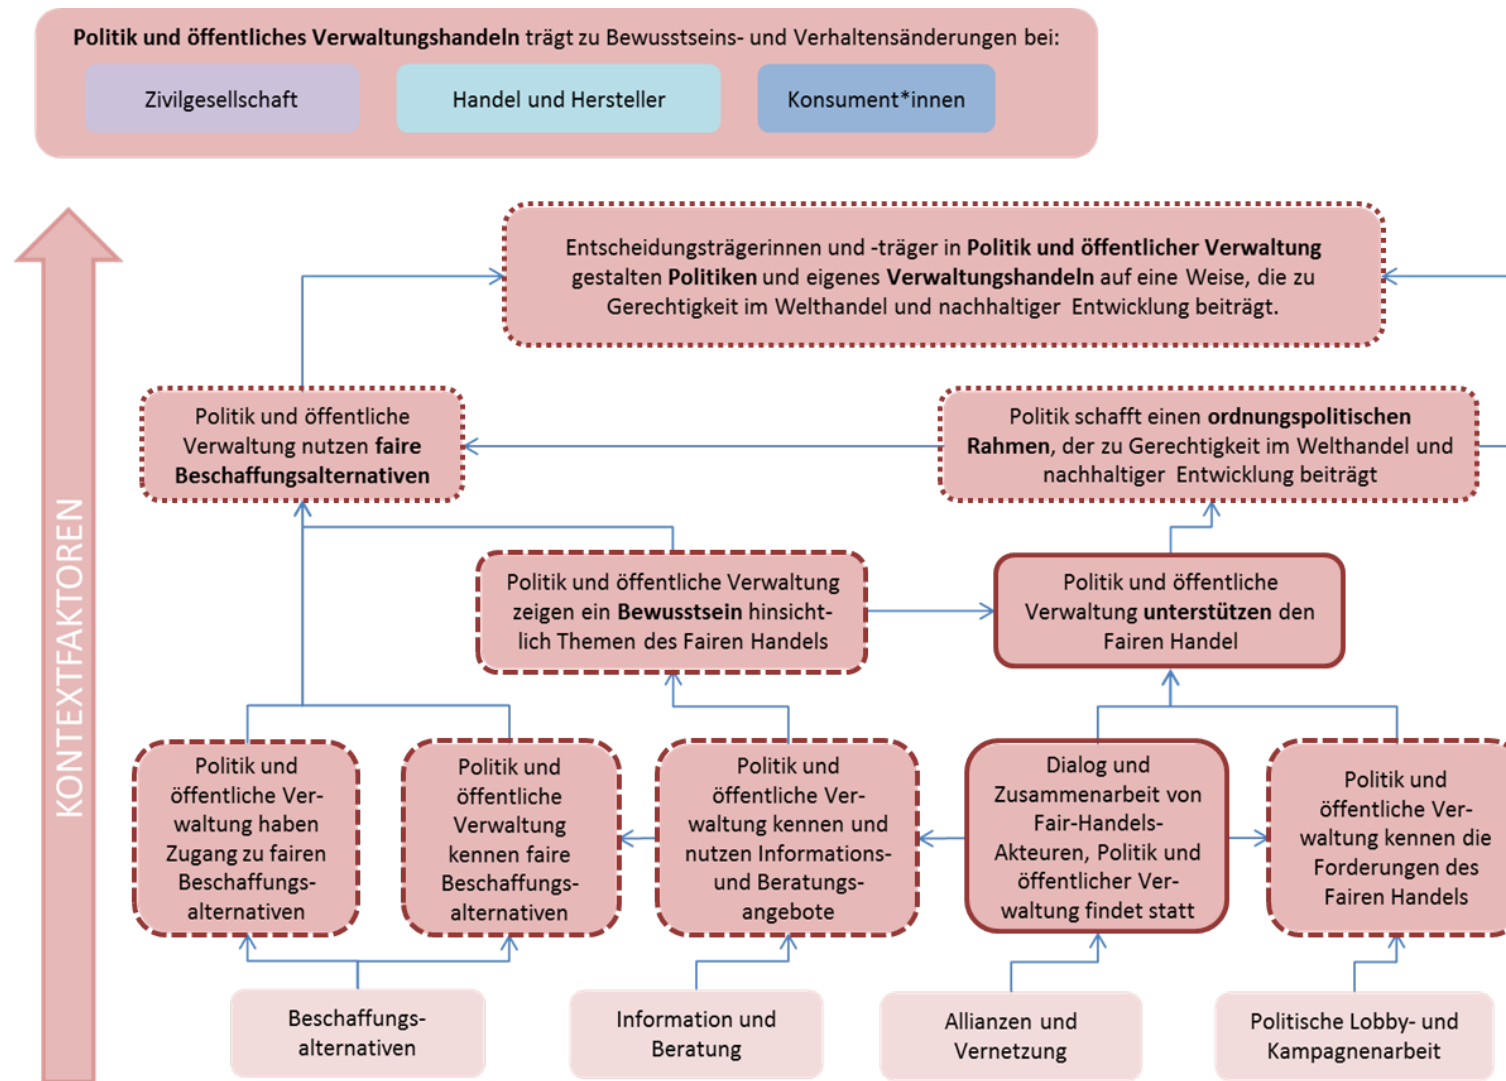 Politik und öffentliches Verwaltungshandeln trägt zu Bewusstseins- und Verhaltensänderungen bei:
Zivilgesellschaft
Handel und Hersteller
Konsument*innen
Entscheidungsträgerinnen und -träger in Politik und öffentlicher Verwaltung
gestalten Politiken und eigenes Verwaltungshandeln auf eine Weise, die zu
Gerechtigkeit im Welthandel und nachhaltiger Entwicklung beiträgt.
Politik und öffentliche
Verwaltung nutzen faire
Beschaffungsalternativen
Politik schafft einen ordnungspolitischen
Rahmen, der zu Gerechtigkeit im Welthandel und
nachhaltiger Entwicklung beiträgt
KONTEXTFAKTOREN
Politik und öffentliche Verwaltung
zeigen ein Bewusstsein hinsicht-
lich Themen des Fairen Handels
Politik und öffentliche
Verwaltung unterstützen den
Fairen Handel
Politik und
öffentliche Ver-
waltung haben
Zugang zu fairen
Beschaffungs-
alternativen
Politik und
öffentliche
Verwaltung
kennen faire
Beschaffungs-
alternativen
Politik und
öffentliche Ver-
waltung kennen und
nutzen Informations-
und Beratungs-
angebote
Dialog und
Zusammenarbeit von
Fair-Handels-
Akteuren, Politik und
öffentlicher Ver-
waltung findet statt
Politik und
öffentliche Ver-
waltung kennen die
Forderungen des
Fairen Handels
Beschaffungs-
alternativen
Information und
Beratung
Allianzen und
Vernetzung
Politische Lobby- und
Kampagnenarbeit